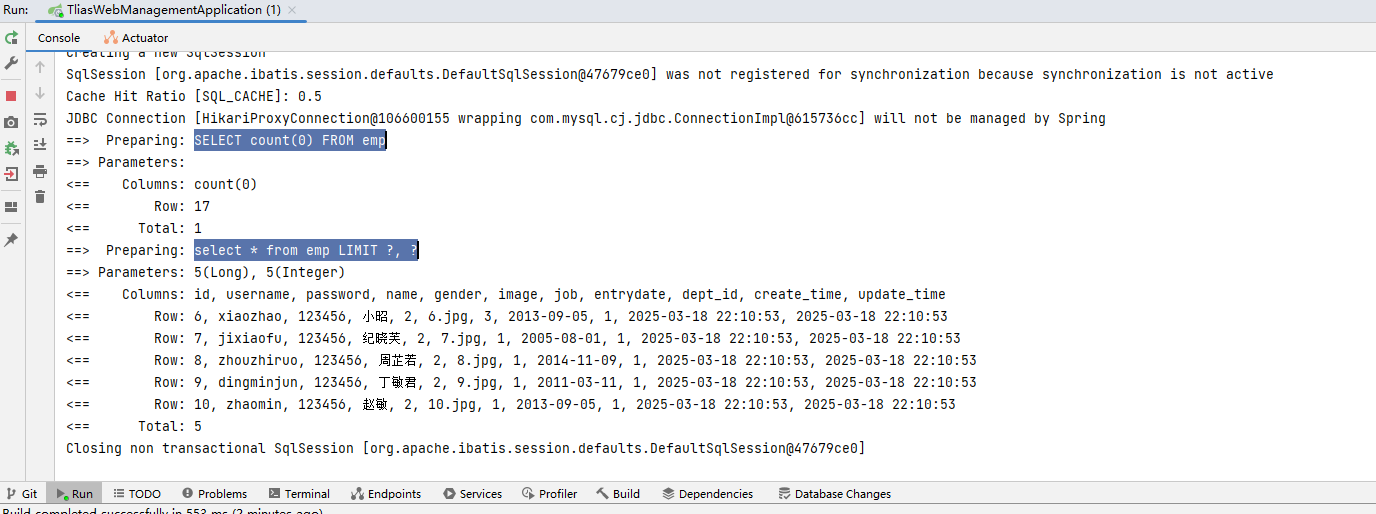 Run: TliasWebManagementApplication (1) ×
Console Actuator
Creating a new SqlSession
SqlSession [org.apache.ibatis.session.defaults.DefaultSqlSession@47679ce0] was not registered for synchronization because synchronization is not active
Cache Hit Ratio [SQL_CACHE]: 0.5
JDBC Connection [HikariProxyConnection@106600155 wrapping com.mysql.cj.jdbc.ConnectionImpl@615736cc] will not be managed by Spring
==>  Preparing: SELECT count(0) FROM emp
==> Parameters:
<==    Columns: count(0)
<==        Row: 17
<==      Total: 1
==>  Preparing: select * from emp LIMIT ?, ?
==> Parameters: 5(Long), 5(Integer)
<==    Columns: id, username, password, name, gender, image, job, entrydate, dept_id, create_time, update_time
<==        Row: 6, xiaozhao, 123456, 小昭, 2, 6.jpg, 3, 2013-09-05, 1, 2025-03-18 22:10:53, 2025-03-18 22:10:53
<==        Row: 7, jixiaofu, 123456, 纪晓芙, 2, 7.jpg, 1, 2005-08-01, 1, 2025-03-18 22:10:53, 2025-03-18 22:10:53
<==        Row: 8, zhouzhiruo, 123456, 周芷若, 2, 8.jpg, 1, 2014-11-09, 1, 2025-03-18 22:10:53, 2025-03-18 22:10:53
<==        Row: 9, dingminjun, 123456, 丁敏君, 2, 9.jpg, 1, 2011-03-11, 1, 2025-03-18 22:10:53, 2025-03-18 22:10:53
<==        Row: 10, zhaomin, 123456, 赵敏, 2, 10.jpg, 1, 2013-09-05, 1, 2025-03-18 22:10:53, 2025-03-18 22:10:53
<==      Total: 5
Closing non transactional SqlSession [org.apache.ibatis.session.defaults.DefaultSqlSession@47679ce0]
Git Run TODO Problems Terminal Endpoints Services Profiler Build Dependencies Database Changes
Build completed successfully in 553 ms (2 minutes ago)